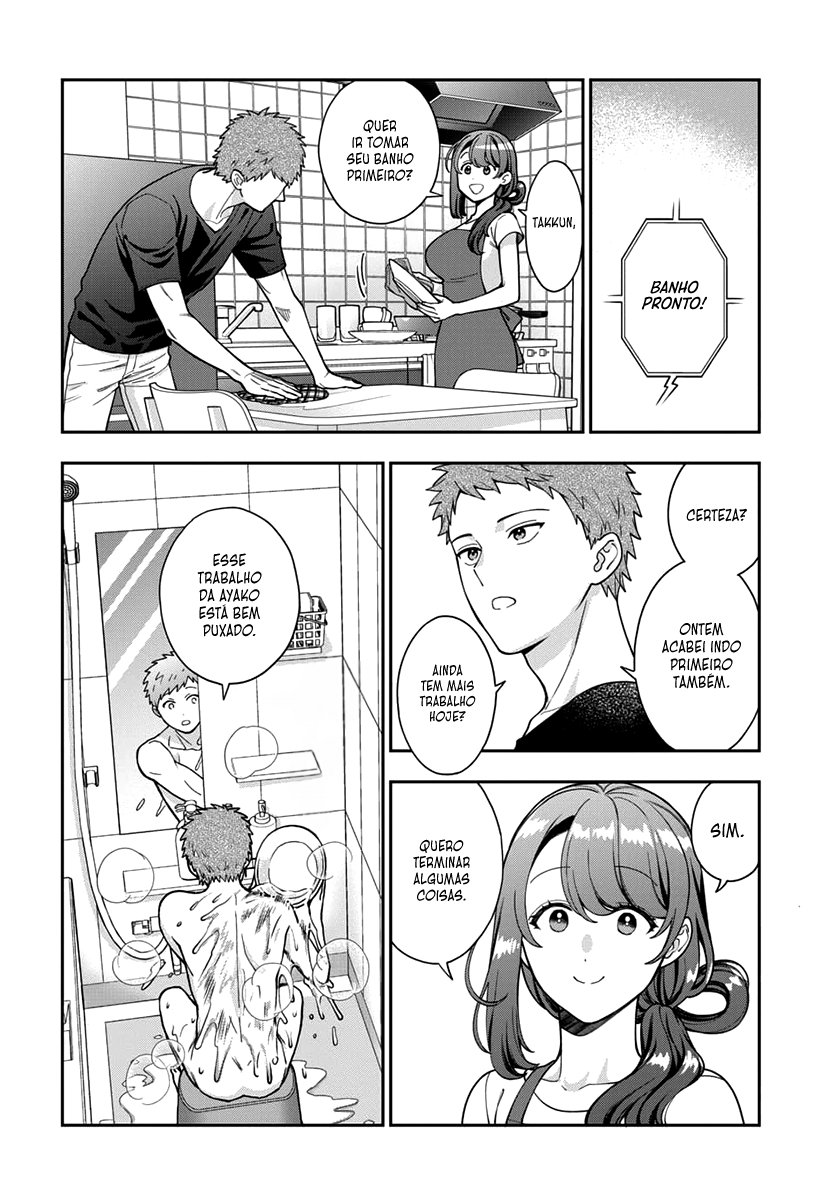 BANHO
PRONTO!
TAKKUN,
QUER
IR TOMAR
SEU BANHO
PRIMEIRO?
CERTEZA?
ONTEM
ACABEI INDO
PRIMEIRO
TAMBÉM.
AINDA
TEM MAIS
TRABALHO
HOJE?
SIM.
QUERO
TERMINAR
ALGUMAS
COISAS.
ESSE
TRABALHO
DA AYAKO
ESTÁ BEM
PUXADO.